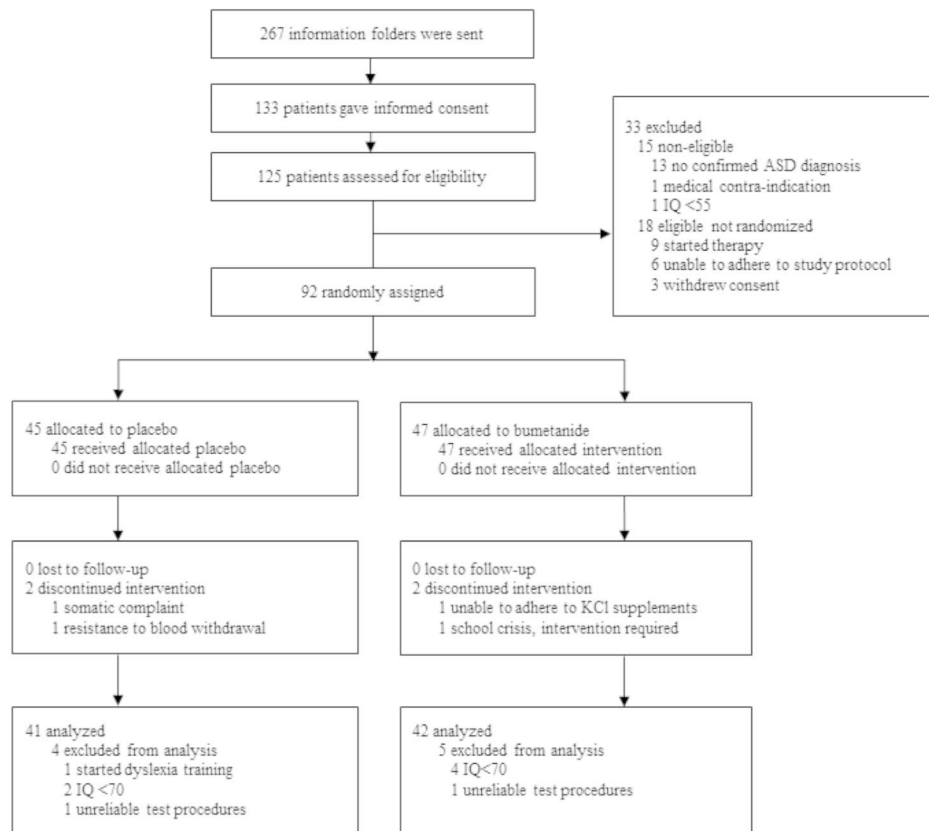 267 information folders were sent
133 patients gave informed consent
125 patients assessed for eligibility
33 excluded
15 non-eligible
13 no confirmed ASD diagnosis
1 medical contra-indication
1 IQ <55
18 eligible not randomized
9 started therapy
6 unable to adhere to study protocol
3 withdrew consent
92 randomly assigned
45 allocated to placebo
45 received allocated placebo
0 did not receive allocated placebo
47 allocated to bumetanide
47 received allocated intervention
0 did not receive allocated intervention
0 lost to follow-up
2 discontinued intervention
1 somatic complaint
1 resistance to blood withdrawal
0 lost to follow-up
2 discontinued intervention
1 unable to adhere to KCl supplements
1 school crisis, intervention required
41 analyzed
4 excluded from analysis
1 started dyslexia training
2 IQ <70
1 unreliable test procedures
42 analyzed
5 excluded from analysis
4 IQ<70
1 unreliable test procedures